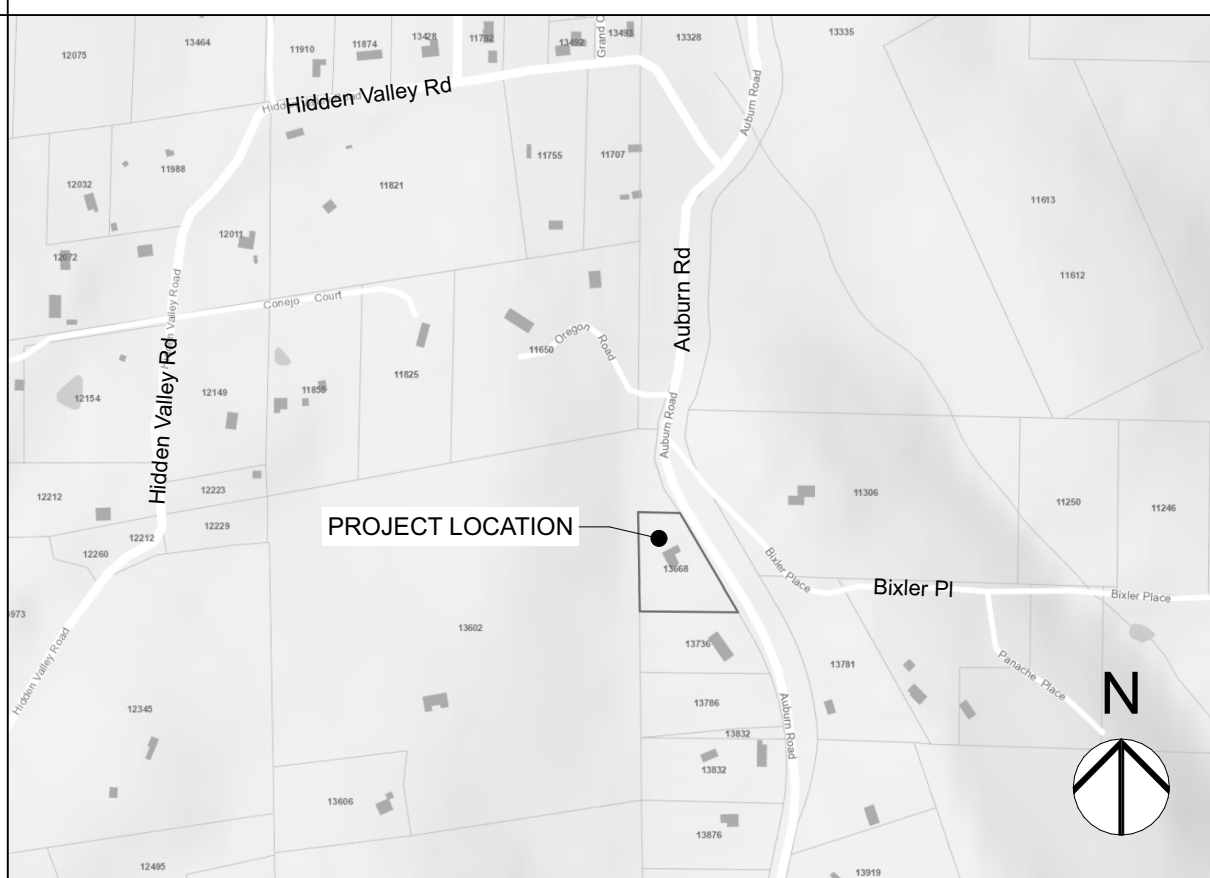 13464
13428
11792
13493
13328
13335
12075
11910
11874
13492
Grand C
Hidden Valley Rd
Auburn Road
11988
11755
11707
12032
11821
11613
12011
12072
11612
Hidden Valley Road
Conejo Court
Auburn Rd
Oregon Road
11650
11825
11855
12149
12154
Hidden Valley Rd
Auburn Road
12212
12223
11306
11250
11246
12229
PROJECT LOCATION
12212
12260
13668
Bixler Place
Bixler Pl
Bixler Place
3973
13602
13736
13781
Panache Place
Hidden Valley Road
N
12345
13786
Auburn Road
13832
13832
13606
13876
12495
13919